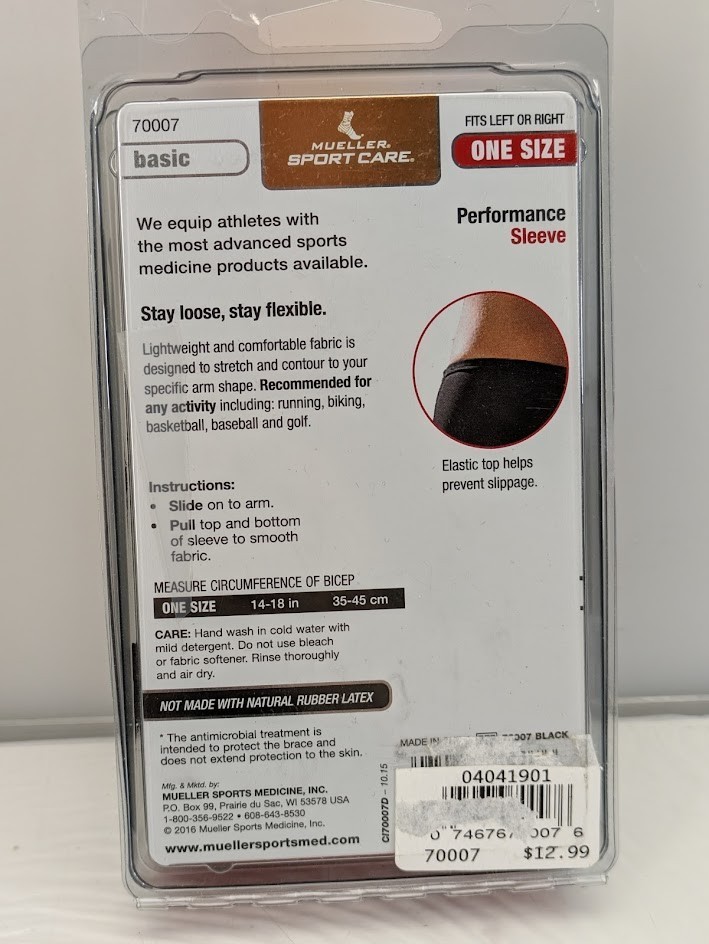 70007
basic
MUELLER®
SPORT CARE®
FITS LEFT OR RIGHT
ONE SIZE
We equip athletes with
the most advanced sports
medicine products available.
Performance
Sleeve
Stay loose, stay flexible.
Lightweight and comfortable fabric is
designed to stretch and contour to your
specific arm shape. Recommended for
any activity including: running, biking,
basketball, baseball and golf.
Elastic top helps
prevent slippage.
Instructions:
• Slide on to arm.
• Pull top and bottom
of sleeve to smooth
fabric.
MEASURE CIRCUMFERENCE OF BICEP
ONE SIZE 14-18 in 35-45 cm
CARE: Hand wash in cold water with
mild detergent. Do not use bleach
or fabric softener. Rinse thoroughly
and air dry.
NOT MADE WITH NATURAL RUBBER LATEX
* The antimicrobial treatment is
intended to protect the brace and
does not extend protection to the skin.
Mfg. & Mktd. by:
MUELLER SPORTS MEDICINE, INC.
P.O. Box 99, Prairie du Sac, WI 53578 USA
1-800-356-9522 • 608-643-8530
© 2016 Mueller Sports Medicine, Inc.
www.muellersportsmed.com
CI70007D – 10.15
MADE IN
BLACK
04041901
0 74676 007 6
70007 $12.99